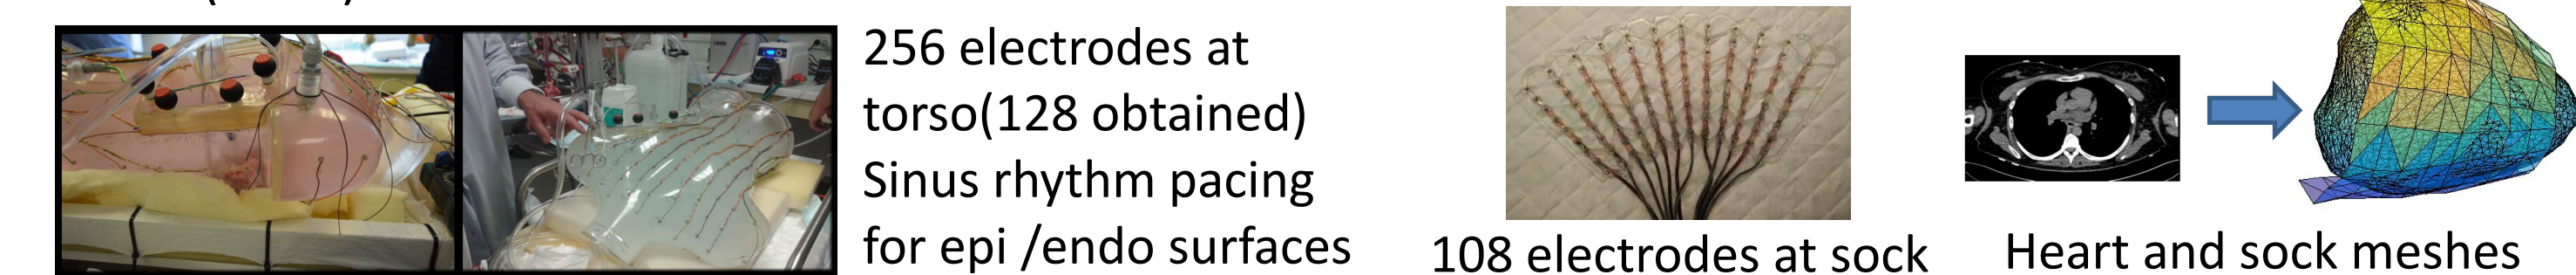 256 electrodes at
torso(128 obtained)
Sinus rhythm pacing
for epi /endo surfaces
108 electrodes at sock
Heart and sock meshes